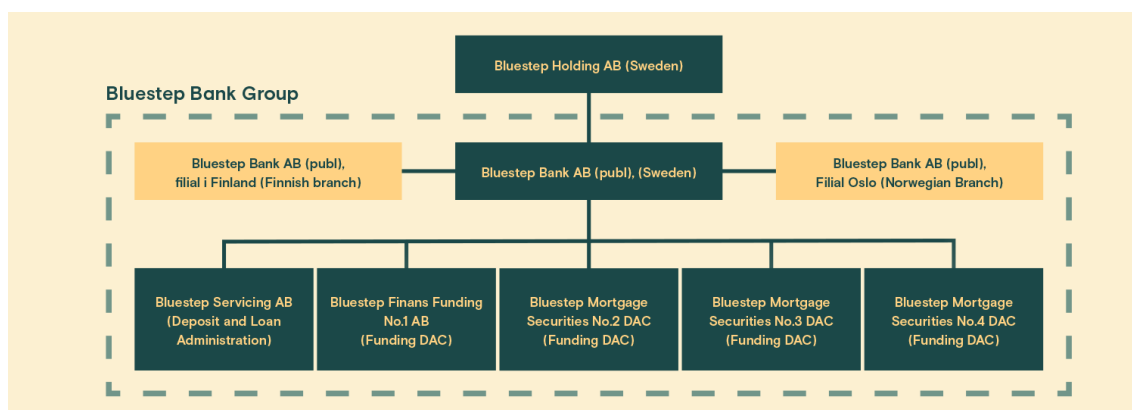 Bluestep Holding AB (Sweden)
Bluestep Bank Group
Bluestep Bank AB (publ),
filial i Finland (Finnish branch)
Bluestep Bank AB (publ), (Sweden)
Bluestep Bank AB (publ),
Filial Oslo (Norwegian Branch)
Bluestep Servicing AB
(Deposit and Loan
Administration)
Bluestep Finans Funding
No.1 AB
(Funding DAC)
Bluestep Mortgage
Securities No.2 DAC
(Funding DAC)
Bluestep Mortgage
Securities No.3 DAC
(Funding DAC)
Bluestep Mortgage
Securities No.4 DAC
(Funding DAC)